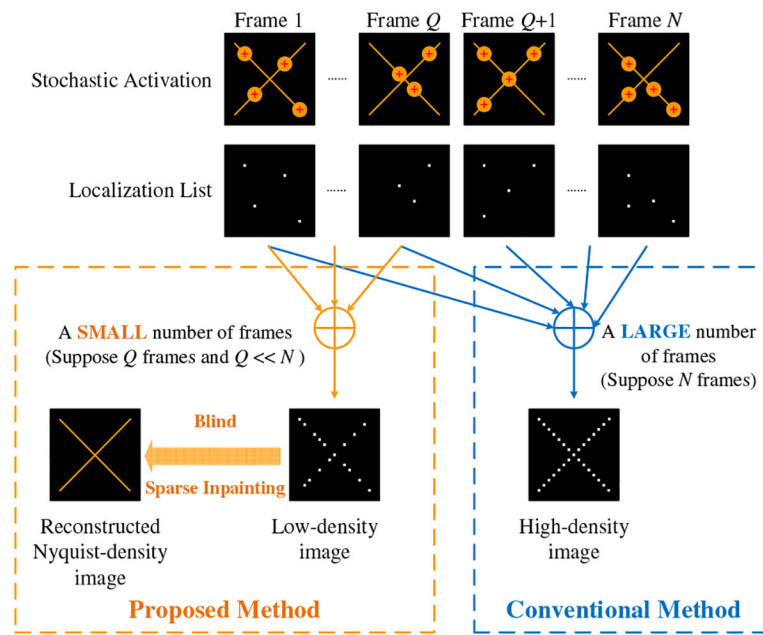 Frame 1
Frame Q
Frame Q+1
Frame N
Stochastic Activation
......
......
Localization List
......
......
A SMALL number of frames
(Suppose Q frames and Q << N )
A LARGE number
of frames
(Suppose N frames)
Blind
Sparse Inpainting
Reconstructed
Nyquist-density
image
Low-density
image
High-density
image
Proposed Method
Conventional Method